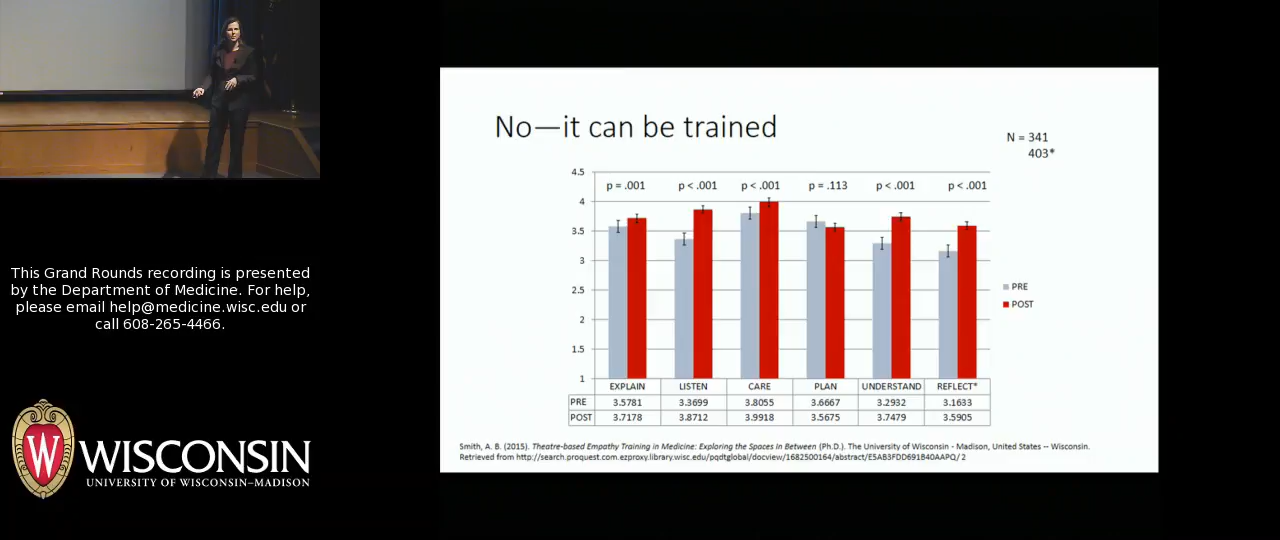 This Grand Rounds recording is presented
by the Department of Medicine. For help,
please email help@medicine.wisc.edu or
call 608-265-4466.
W
WISCONSIN
UNIVERSITY OF WISCONSIN–MADISON
No—it can be trained
N = 341
403*
4.5
4
3.5
3
2.5
2
1.5
1
p = .001 p < .001 p < .001 p = .113 p < .001 p < .001
PRE
POST
EXPLAIN LISTEN CARE PLAN UNDERSTAND REFLECT*
PRE 3.5781 3.3699 3.8055 3.6667 3.2932 3.1633
POST 3.7178 3.8712 3.9918 3.5675 3.7479 3.5905
Smith, A. B. (2015). Theatre-based Empathy Training in Medicine: Exploring the Spaces In Between (Ph.D.). The University of Wisconsin - Madison, United States -- Wisconsin.
Retrieved from http://search.proquest.com.ezproxy.library.wisc.edu/pqdtglobal/docview/1682500164/abstract/E5AB3FDD691B40AAPQ/2